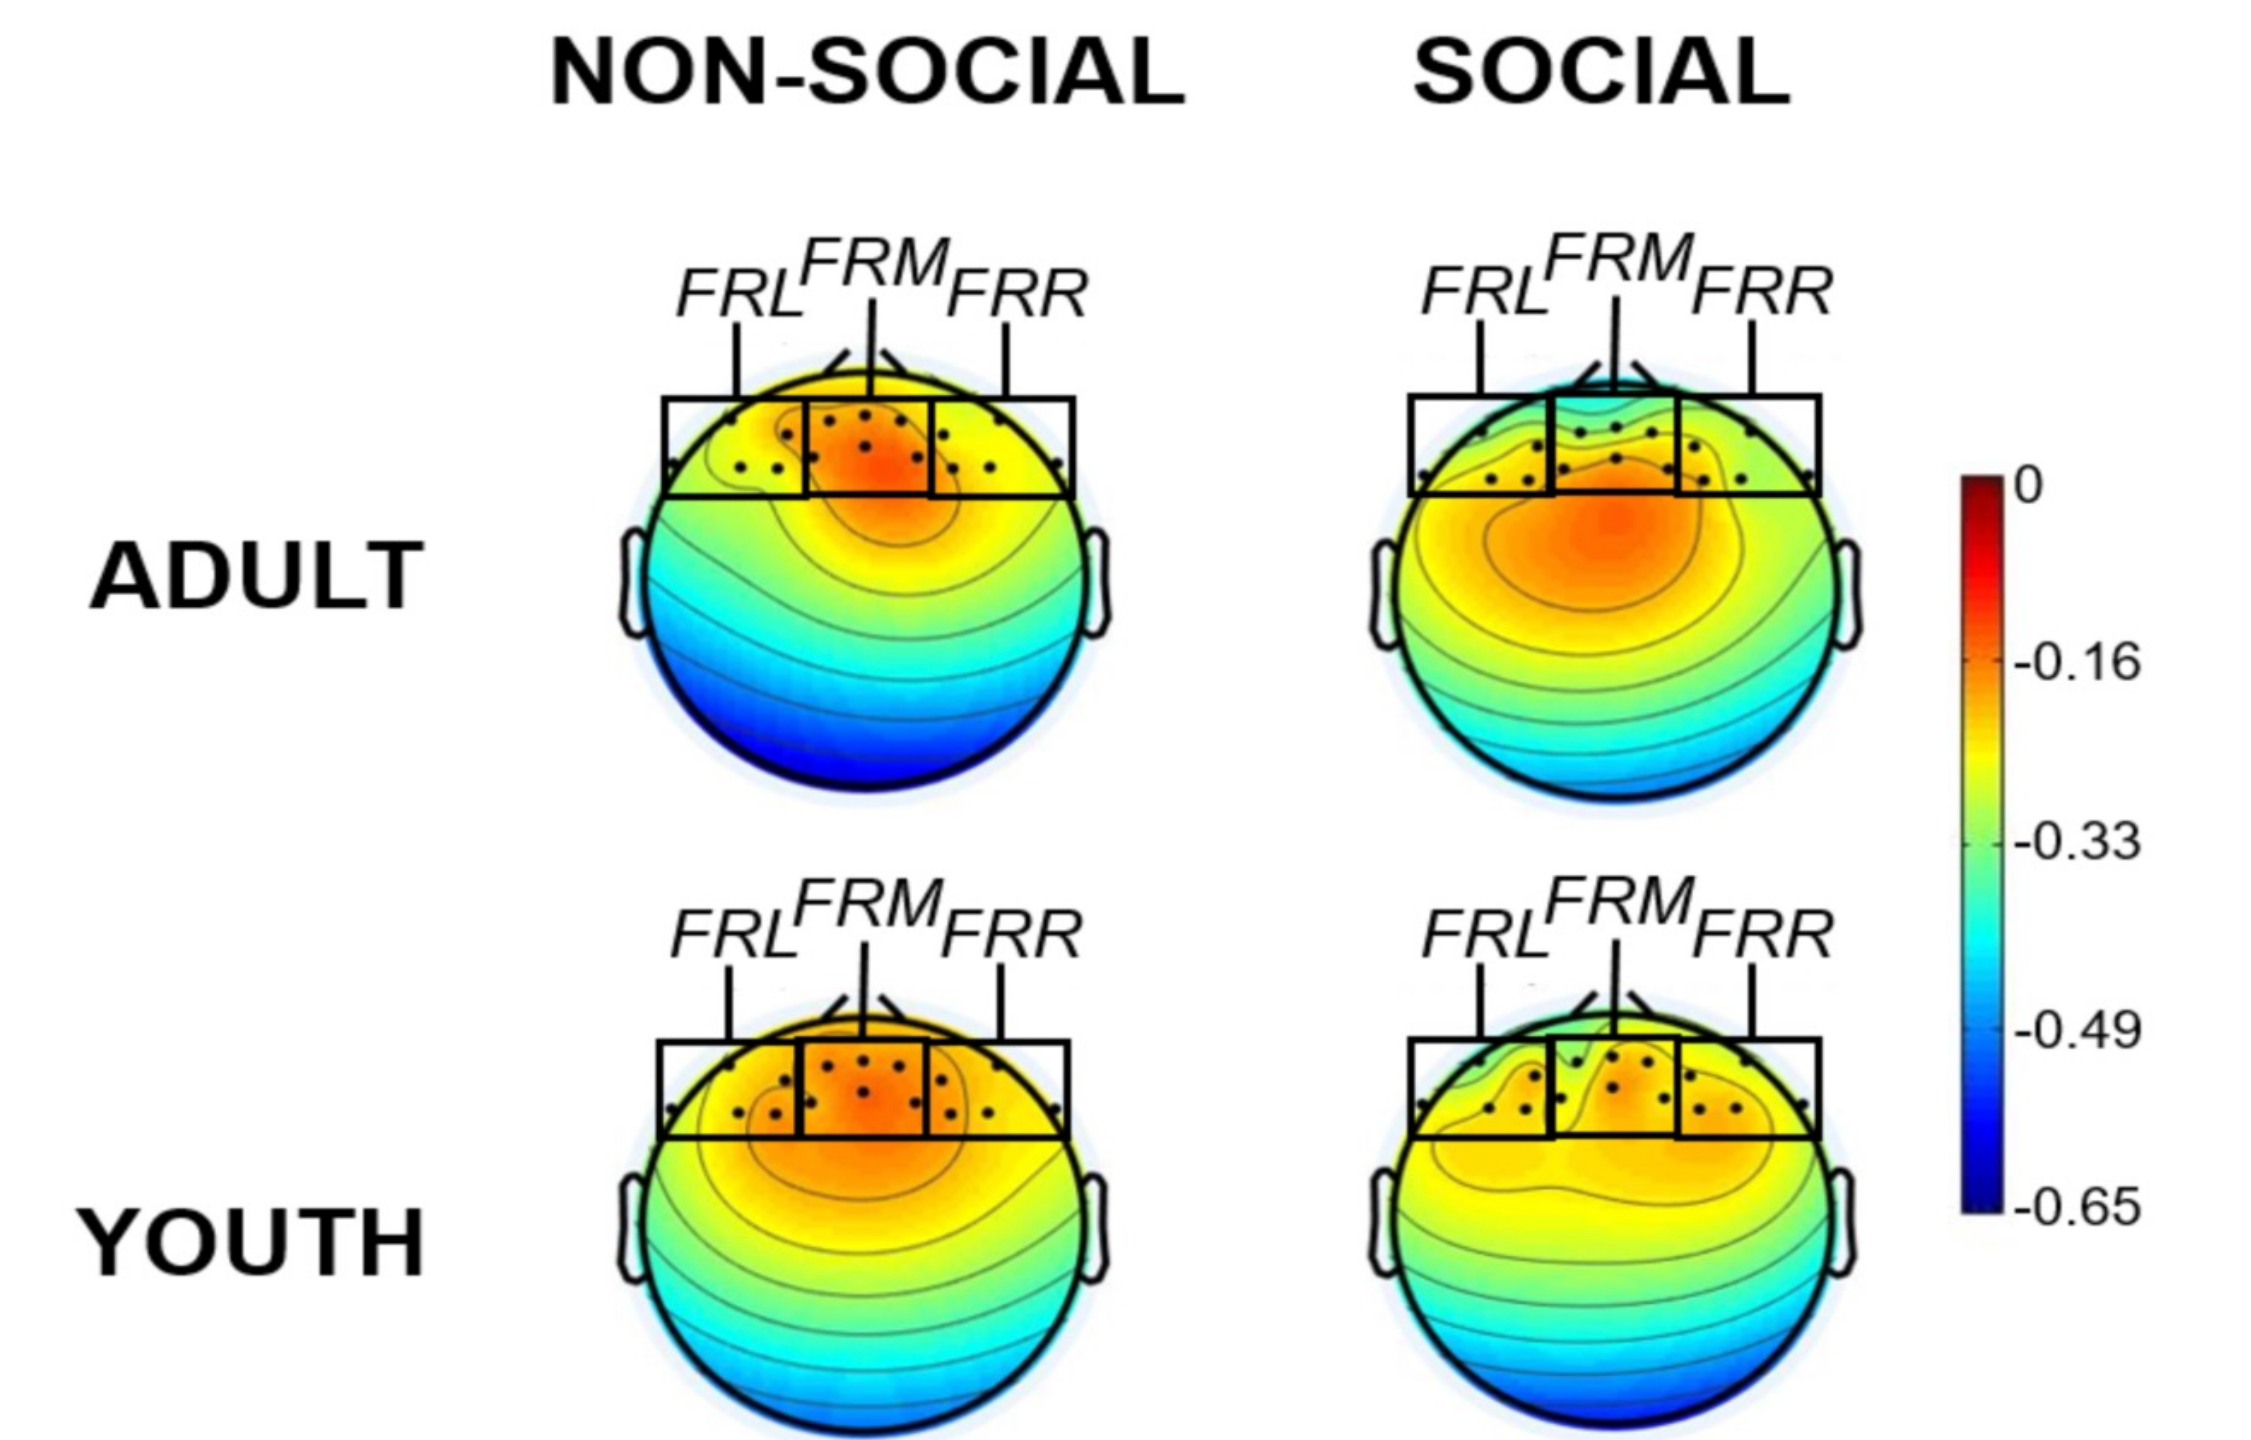 NON-SOCIAL SOCIAL
FRL FRM FRR FRL FRM FRR
ADULT
0
-0.16
-0.33
-0.49
-0.65
FRL FRM FRR FRL FRM FRR
YOUTH